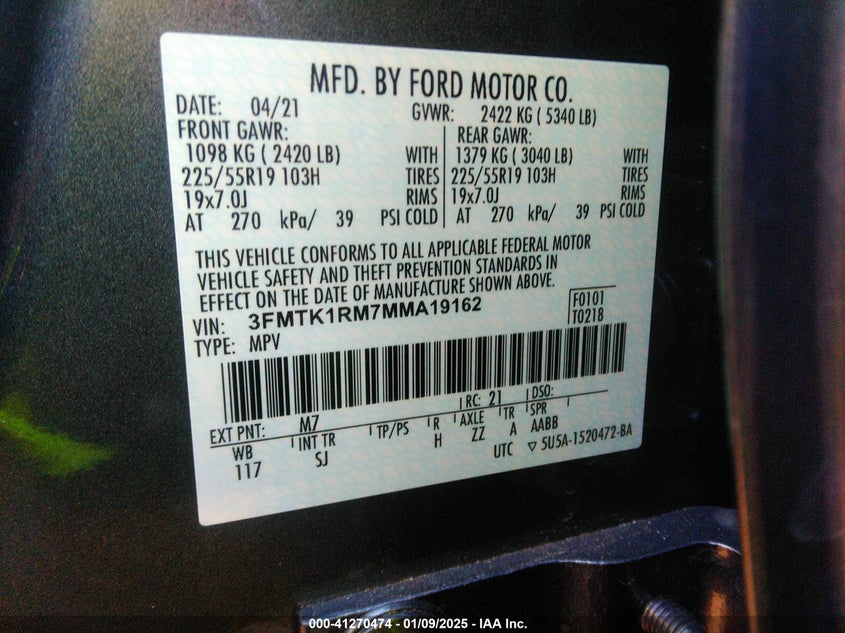 MFD. BY FORD MOTOR CO.
DATE: 04/21 GVWR: 2422 KG ( 5340 LB)
FRONT GAWR: REAR GAWR:
1098 KG ( 2420 LB) WITH 1379 KG ( 3040 LB) WITH
225/55R19 103H TIRES 225/55R19 103H TIRES
19x7.0J RIMS 19x7.0J RIMS
AT 270 kPa/ 39 PSI COLD AT 270 kPa/ 39 PSI COLD
THIS VEHICLE CONFORMS TO ALL APPLICABLE FEDERAL MOTOR
VEHICLE SAFETY AND THEFT PREVENTION STANDARDS IN
EFFECT ON THE DATE OF MANUFACTURE SHOWN ABOVE.
VIN: 3FMTK1RM7MMA19162 F0101
TYPE: MPV T0218
EXT PNT: M7 RC: 21 DSO:
WB INT TR TP/PS R AXLE TR SPR
117 SJ H ZZ A AABB
UTC ▽ 5U5A-1520472-BA
000-41270474 - 01/09/2025 - IAA Inc.